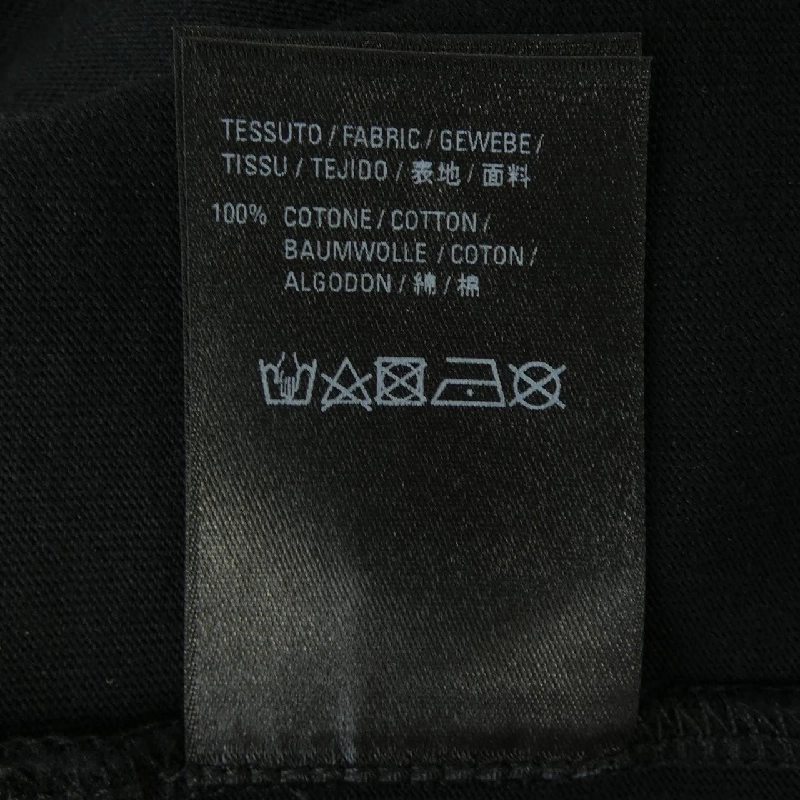 TESSUTO / FABRIC / GEWEBE /
TISSU / TEJIDO / 表地 / 面料
100% COTONE / COTTON /
BAUMWOLLE / COTON /
ALGODON / 綿 / 棉